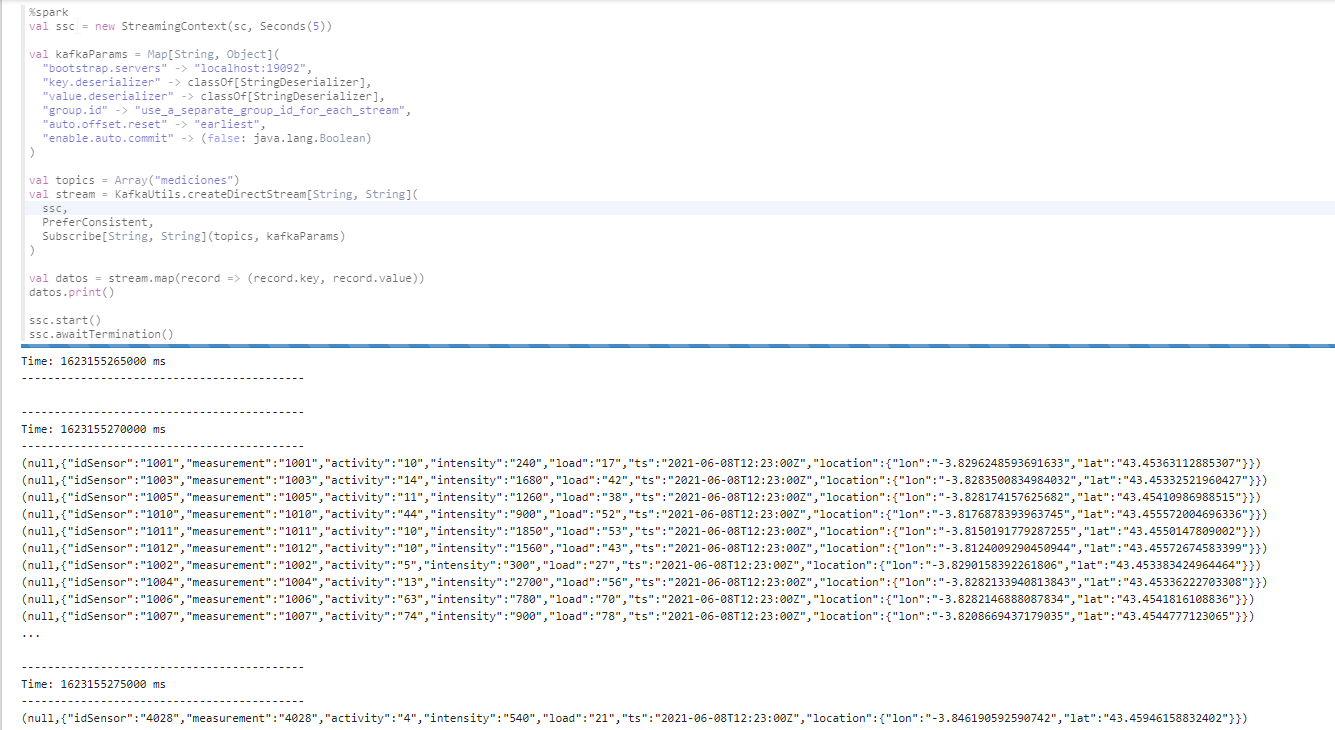 %spark
val ssc = new StreamingContext(sc, Seconds(5))
val kafkaParams = Map[String, Object](
"bootstrap.servers" -> "localhost:19092",
"key.deserializer" -> classOf[StringDeserializer],
"value.deserializer" -> classOf[StringDeserializer],
"group.id" -> "use_a_separate_group_id_for_each_stream",
"auto.offset.reset" -> "earliest",
"enable.auto.commit" -> (false: java.lang.Boolean)
)
val topics = Array("mediciones")
val stream = KafkaUtils.createDirectStream[String, String](
ssc,
PreferConsistent,
Subscribe[String, String](topics, kafkaParams)
)
val datos = stream.map(record => (record.key, record.value))
datos.print()
ssc.start()
ssc.awaitTermination()
Time: 1623155265000 ms
-------------------------------------------
-------------------------------------------
Time: 1623155270000 ms
-------------------------------------------
(null,{"idSensor":"1001","measurement":"1001","activity":"10","intensity":"240","load":"17","ts":"2021-06-08T12:23:00Z","location":{"lon":"-3.8296248593691633","lat":"43.45363112885307"}})
(null,{"idSensor":"1003","measurement":"1003","activity":"14","intensity":"1680","load":"42","ts":"2021-06-08T12:23:00Z","location":{"lon":"-3.8283500834984032","lat":"43.45332521960427"}})
(null,{"idSensor":"1005","measurement":"1005","activity":"11","intensity":"1260","load":"38","ts":"2021-06-08T12:23:00Z","location":{"lon":"-3.828174157625682","lat":"43.45410986988515"}})
(null,{"idSensor":"1010","measurement":"1010","activity":"44","intensity":"900","load":"52","ts":"2021-06-08T12:23:00Z","location":{"lon":"-3.8176878393963745","lat":"43.455572004696336"}})
(null,{"idSensor":"1011","measurement":"1011","activity":"10","intensity":"1850","load":"53","ts":"2021-06-08T12:23:00Z","location":{"lon":"-3.8150191779287255","lat":"43.4550147809002"}})
(null,{"idSensor":"1012","measurement":"1012","activity":"10","intensity":"1560","load":"43","ts":"2021-06-08T12:23:00Z","location":{"lon":"-3.8124009290450944","lat":"43.45572674583399"}})
(null,{"idSensor":"1002","measurement":"1002","activity":"5","intensity":"300","load":"27","ts":"2021-06-08T12:23:00Z","location":{"lon":"-3.8290158392261806","lat":"43.453383424964464"}})
(null,{"idSensor":"1004","measurement":"1004","activity":"13","intensity":"2700","load":"56","ts":"2021-06-08T12:23:00Z","location":{"lon":"-3.8282133940813843","lat":"43.45336222703308"}})
(null,{"idSensor":"1006","measurement":"1006","activity":"63","intensity":"780","load":"70","ts":"2021-06-08T12:23:00Z","location":{"lon":"-3.8282146888087834","lat":"43.4541816108836"}})
(null,{"idSensor":"1007","measurement":"1007","activity":"74","intensity":"900","load":"78","ts":"2021-06-08T12:23:00Z","location":{"lon":"-3.8208669437179035","lat":"43.4544777123065"}})
...
-------------------------------------------
Time: 1623155275000 ms
-------------------------------------------
(null,{"idSensor":"4028","measurement":"4028","activity":"4","intensity":"540","load":"21","ts":"2021-06-08T12:23:00Z","location":{"lon":"-3.846190592590742","lat":"43.45946158832402"}})